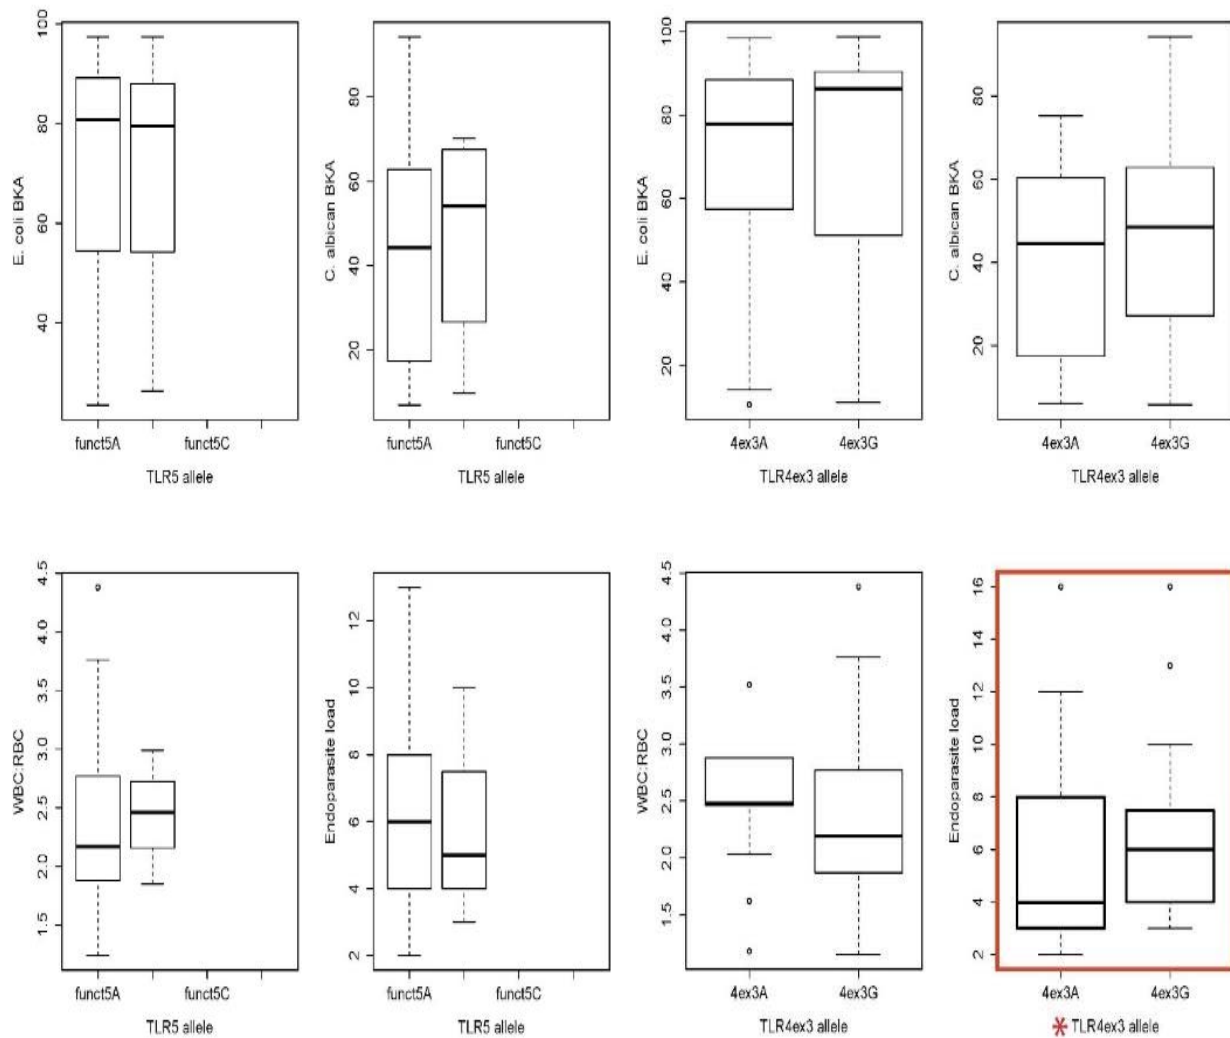 E. coli BKA
100
80
60
40
funct5A
funct5C
TLR5 allele
C. albican BKA
80
60
40
20
funct5A
funct5C
TLR5 allele
E. coli BKA
100
80
60
40
20
4ex3A
4ex3G
TLR4ex3 allele
C. albican BKA
80
60
40
20
4ex3A
4ex3G
TLR4ex3 allele
WBC:RBC
4.5
4.0
3.5
3.0
2.5
2.0
1.5
funct5A
funct5C
TLR5 allele
Endoparasite load
12
10
8
6
4
2
funct5A
funct5C
TLR5 allele
WBC:RBC
4.5
4.0
3.5
3.0
2.5
2.0
1.5
4ex3A
4ex3G
TLR4ex3 allele
Endoparasite load
16
14
12
10
8
6
4
2
4ex3A
4ex3G
* TLR4ex3 allele